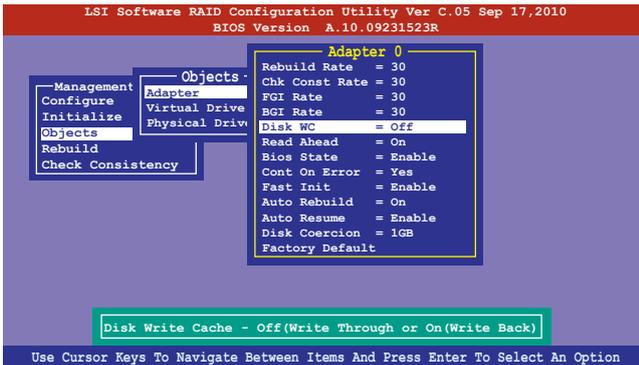 LSI Software RAID Configuration Utility Ver C.05 Sep 17,2010
BIOS Version A.10.09231523R
Management
Configure
Initialize
Objects
Rebuild
Check Consistency
Objects
Adapter
Virtual Drive
Physical Drive
Adapter 0
Rebuild Rate = 30
Chk Const Rate = 30
FGI Rate = 30
BGI Rate = 30
Disk WC = Off
Read Ahead = On
Bios State = Enable
Cont On Error = Yes
Fast Init = Enable
Auto Rebuild = On
Auto Resume = Enable
Disk Coercion = 1GB
Factory Default
Disk Write Cache - Off(Write Through or On(Write Back)
Use Cursor Keys To Navigate Between Items And Press Enter To Select An Option